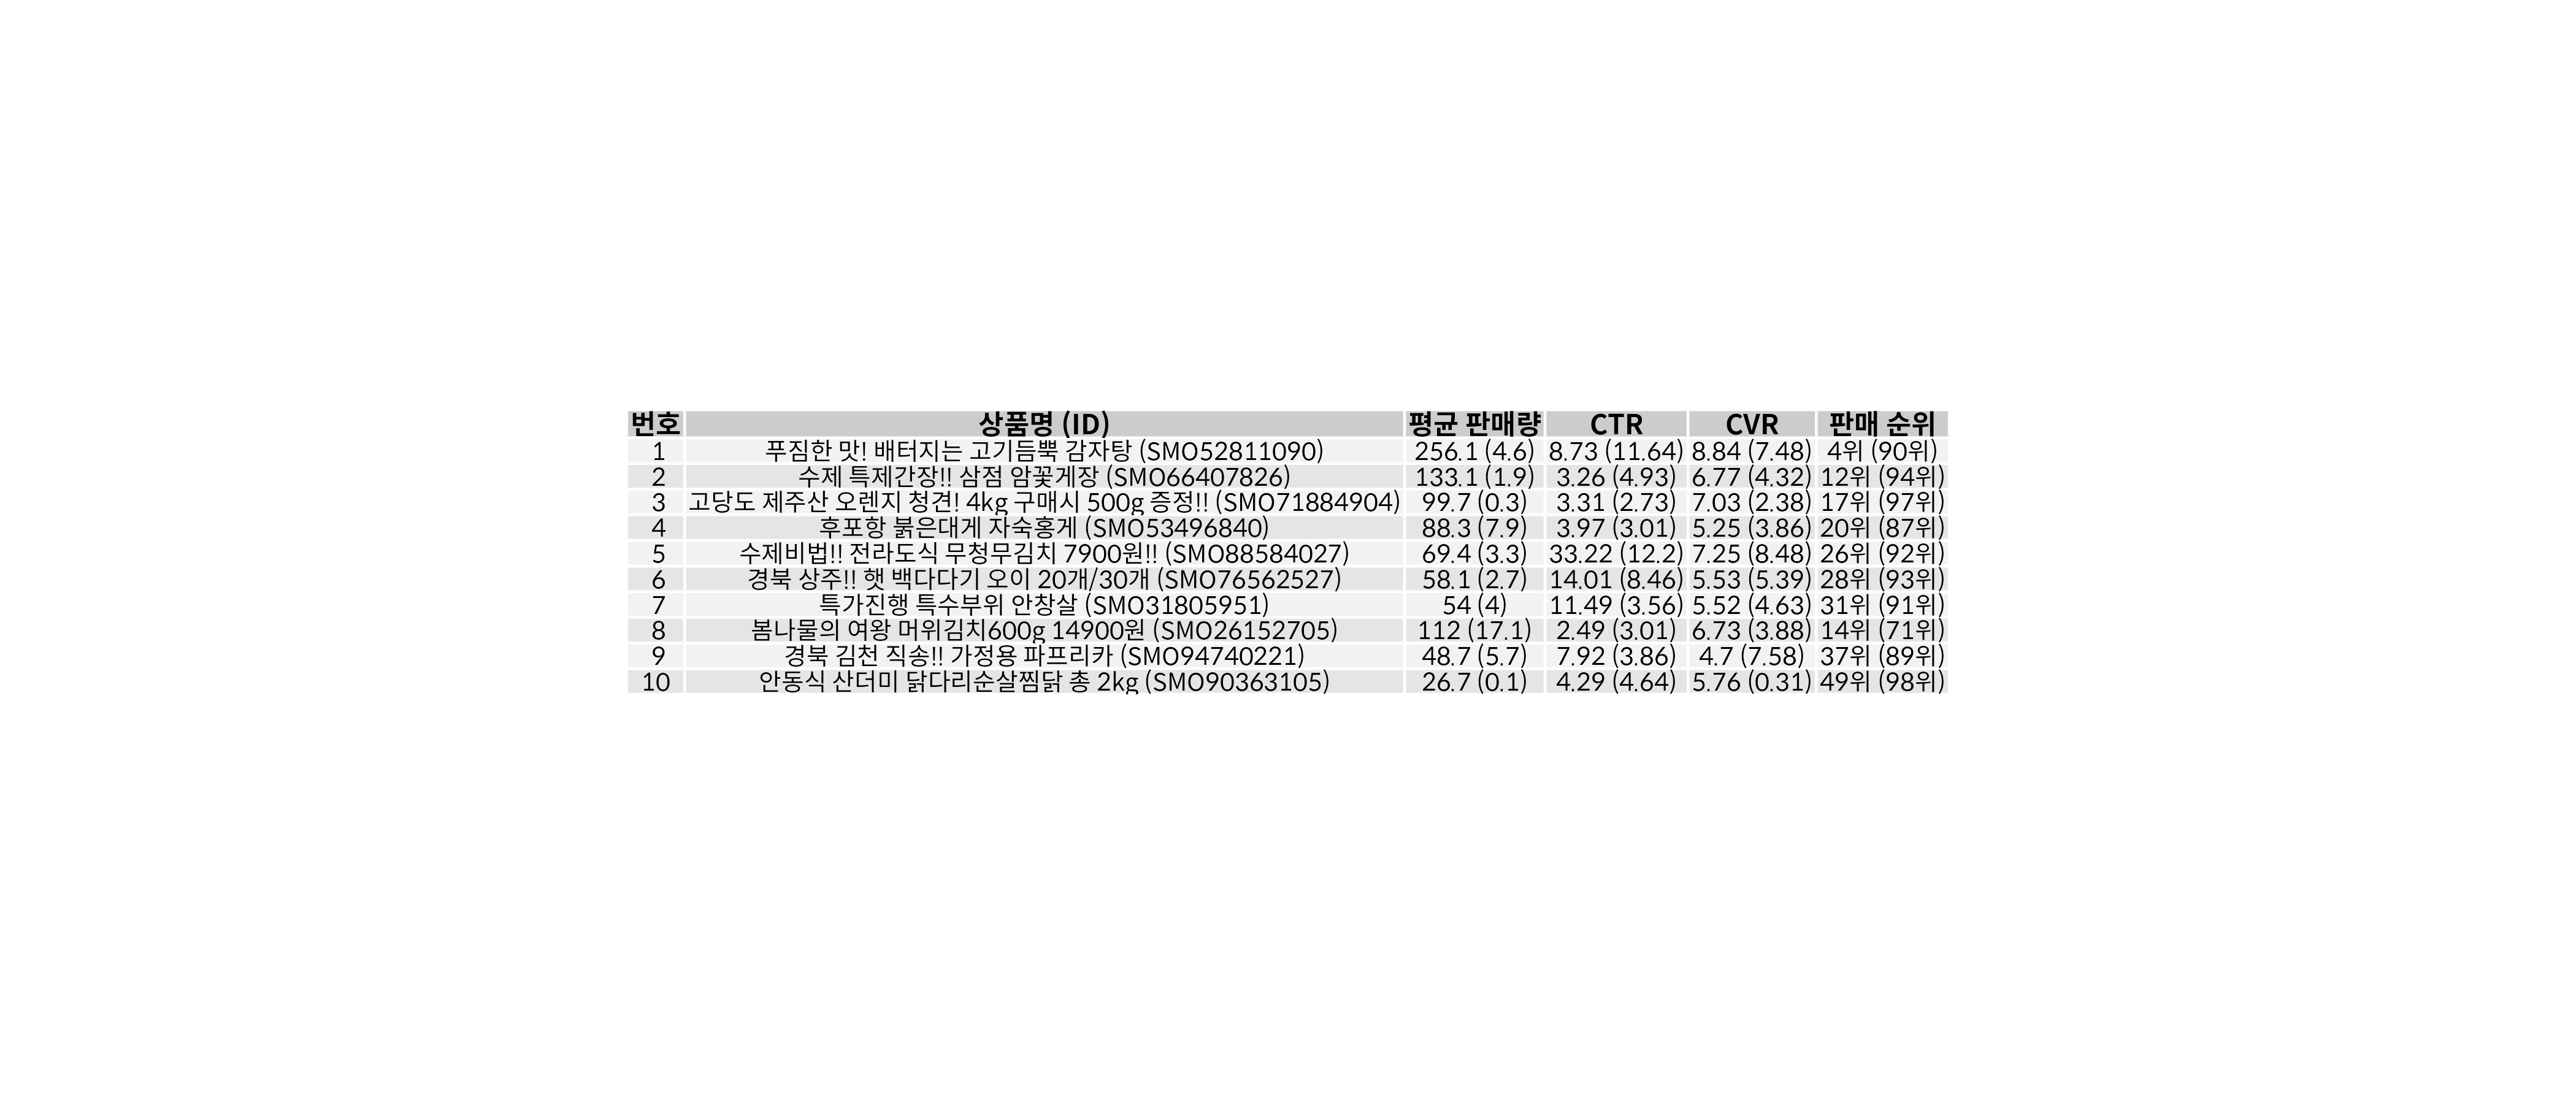 번호 상품명 (ID) 평균 판매량 CTR CVR 판매 순위
1 푸짐한 맛! 배터지는 고기듬뿍 감자탕 (SMO52811090) 256.1 (4.6) 8.73 (11.64) 8.84 (7.48) 4위 (90위)
2 수제 특제간장!! 삼점 암꽃게장 (SMO66407826) 133.1 (1.9) 3.26 (4.93) 6.77 (4.32) 12위 (94위)
3 고당도 제주산 오렌지 청견! 4kg 구매시 500g 증정!! (SMO71884904) 99.7 (0.3) 3.31 (2.73) 7.03 (2.38) 17위 (97위)
4 후포항 붉은대게 자숙홍게 (SMO53496840) 88.3 (7.9) 3.97 (3.01) 5.25 (3.86) 20위 (87위)
5 수제비법!! 전라도식 무청무김치 7900원!! (SMO88584027) 69.4 (3.3) 33.22 (12.2) 7.25 (8.48) 26위 (92위)
6 경북 상주!! 햇 백다다기 오이 20개/30개 (SMO76562527) 58.1 (2.7) 14.01 (8.46) 5.53 (5.39) 28위 (93위)
7 특가진행 특수부위 안창살 (SMO31805951) 54 (4) 11.49 (3.56) 5.52 (4.63) 31위 (91위)
8 봄나물의 여왕 머위김치600g 14900원 (SMO26152705) 112 (17.1) 2.49 (3.01) 6.73 (3.88) 14위 (71위)
9 경북 김천 직송!! 가정용 파프리카 (SMO94740221) 48.7 (5.7) 7.92 (3.86) 4.7 (7.58) 37위 (89위)
10 안동식 산더미 닭다리순살찜닭 총 2kg (SMO90363105) 26.7 (0.1) 4.29 (4.64) 5.76 (0.31) 49위 (98위)